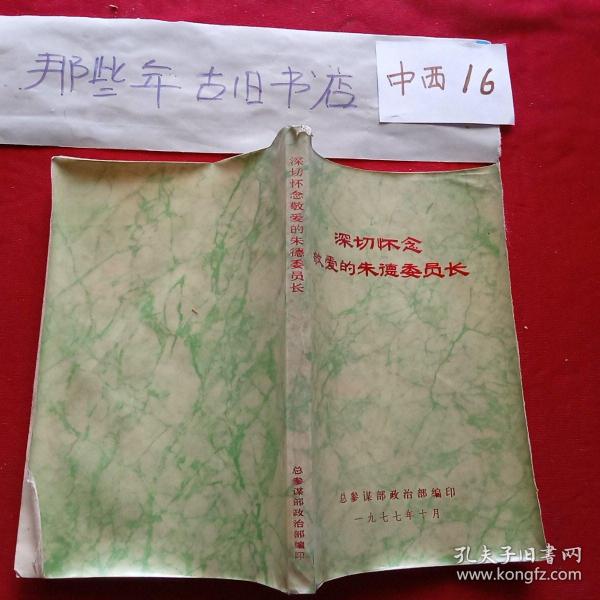 那些年古旧书店
中西16
深切怀念敬爱的朱德委员长
总参谋部政治部编印
深切怀念
敬爱的朱德委员长
总参谋部政治部编印
一九七七年十月
孔夫子旧书网
www.kongfz.com